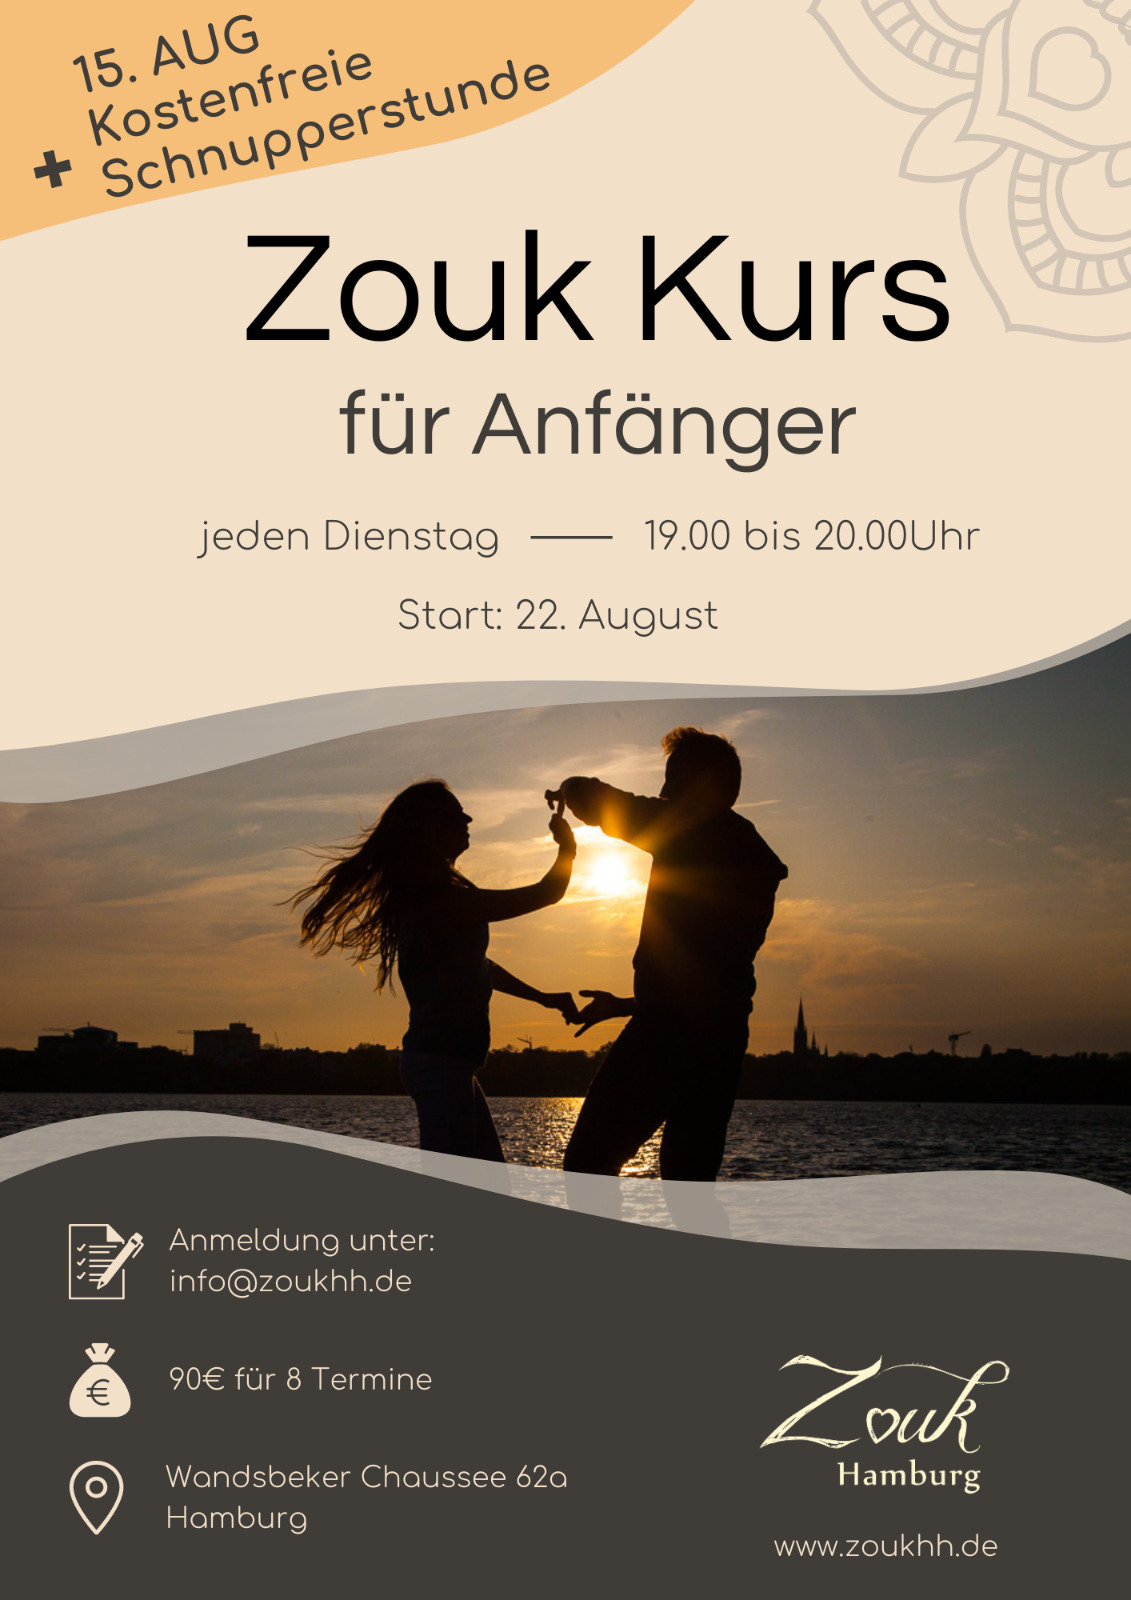 15. AUG
Kostenfreie
+ Schnupperstunde
Zouk Kurs
für Anfänger
jeden Dienstag — 19.00 bis 20.00Uhr
Start: 22. August
Anmeldung unter:
info@zoukhh.de
€ 90€ für 8 Termine
Wandsbeker Chaussee 62a
Hamburg
Zouk
Hamburg
www.zoukhh.de